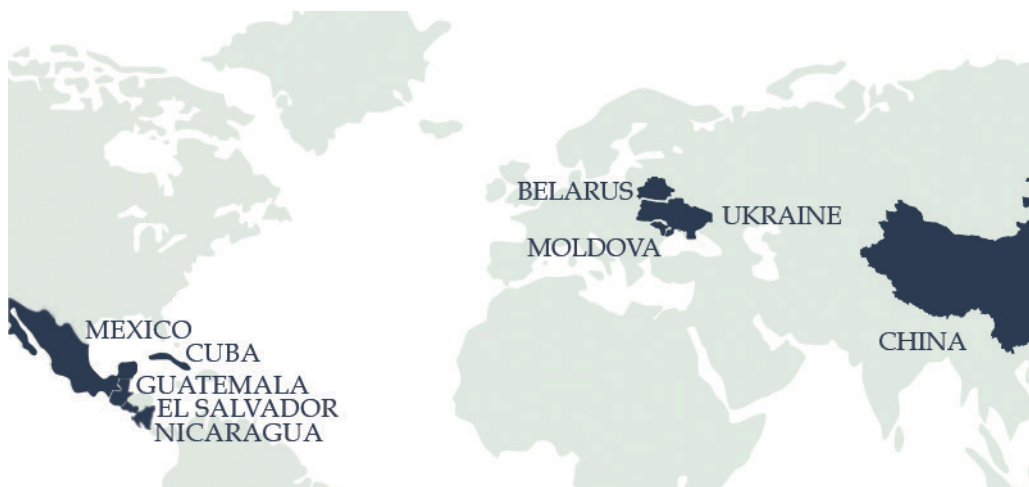 BELARUS
UKRAINE
MOLDOVA
MEXICO
CUBA
CHINA
GUATEMALA
EL SALVADOR
NICARAGUA